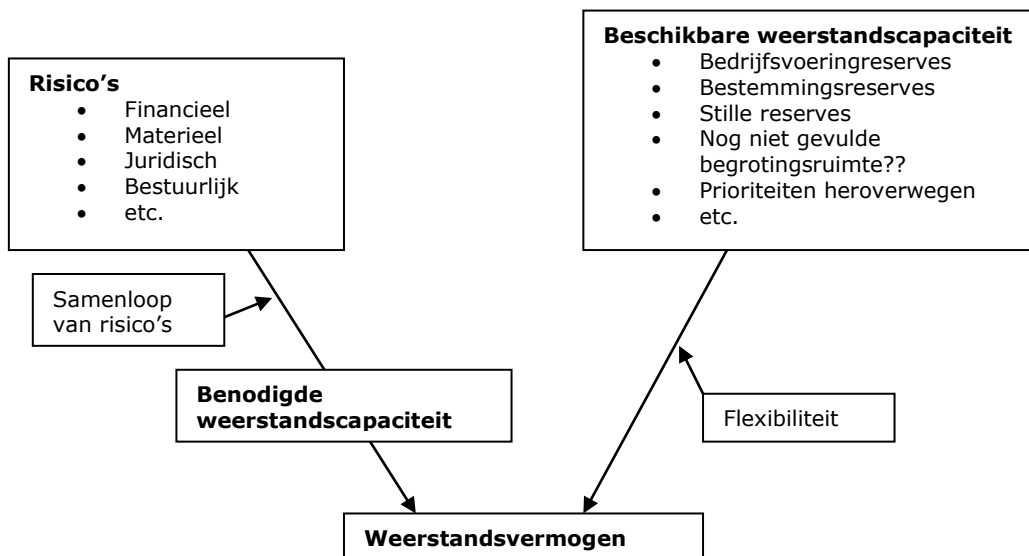 Risico’s
• Financieel
• Materieel
• Juridisch
• Bestuurlijk
• etc.
Beschikbare weerstandscapaciteit
• Bedrijfsvoeringreserves
• Bestemmingsreserves
• Stille reserves
• Nog niet gevulde
begrotingsruimte??
• Prioriteiten heroverwegen
• etc.
Samenloop
van risico’s
Benodigde
weerstandscapaciteit
Flexibiliteit
Weerstandsvermogen